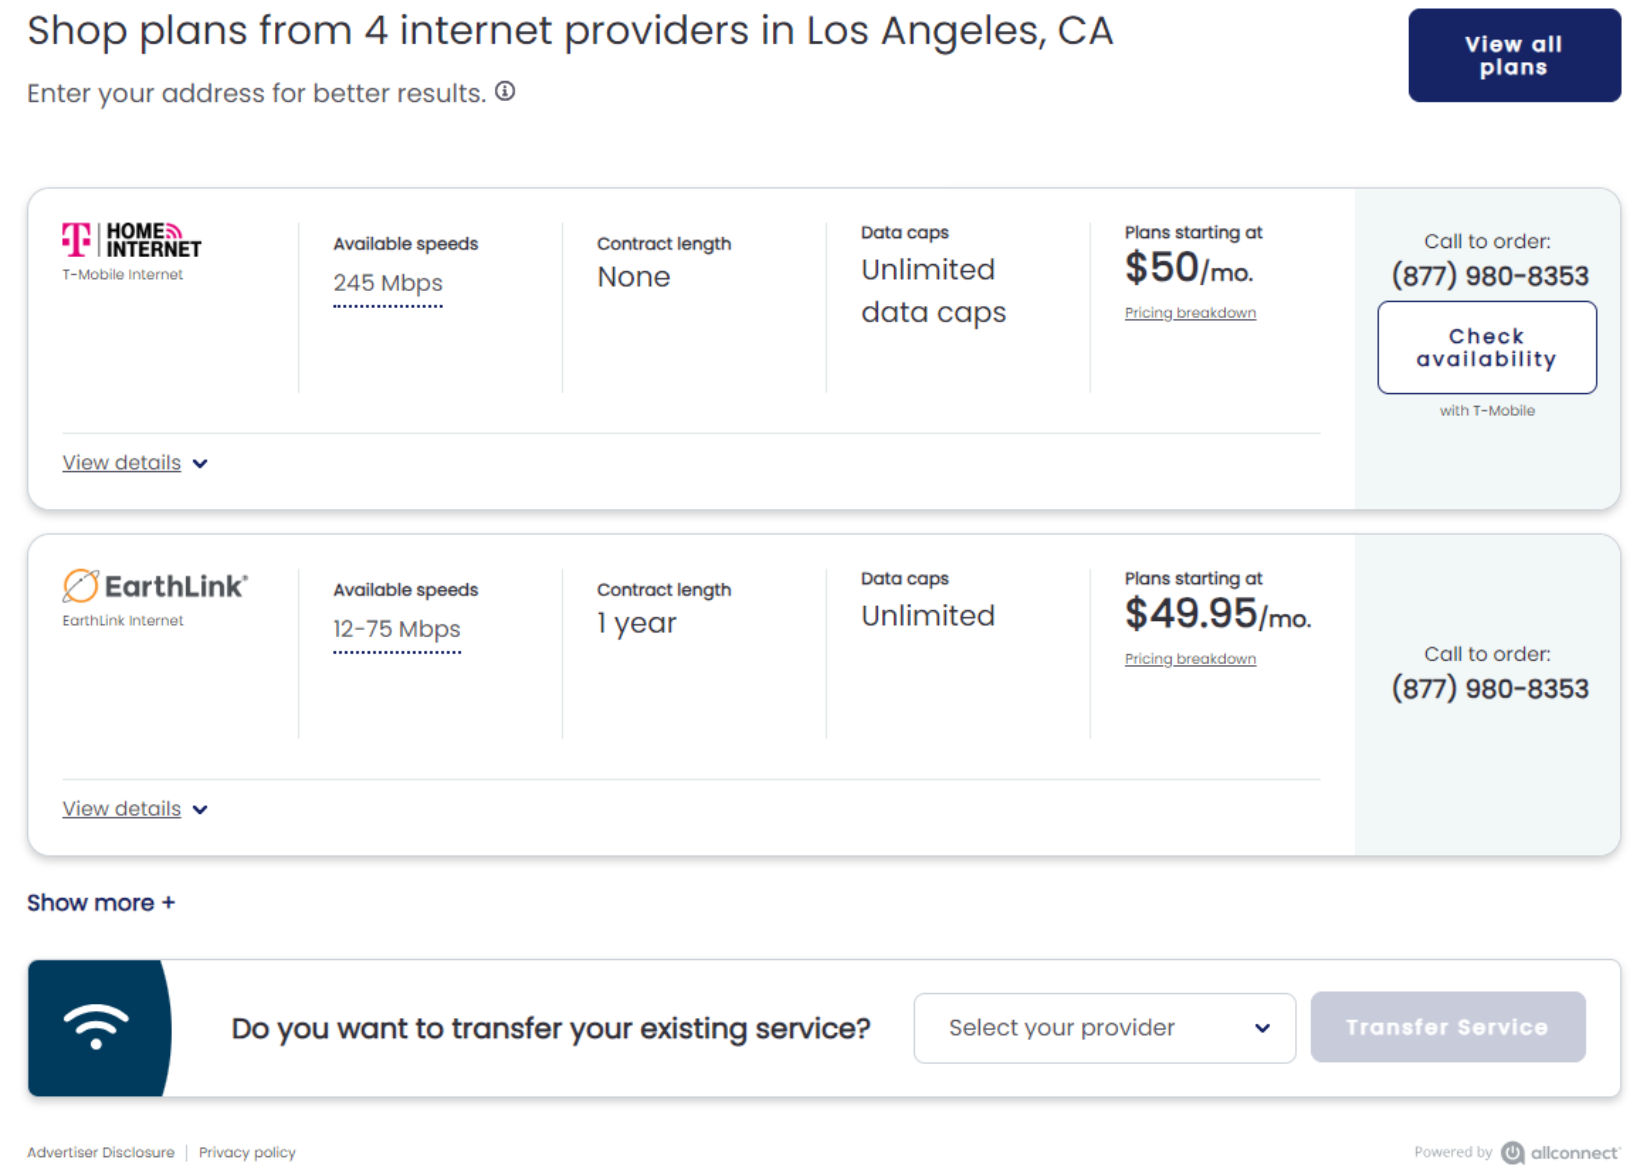 Shop plans from 4 internet providers in Los Angeles, CA
View all
plans
Enter your address for better results.
T HOME INTERNET
T-Mobile Internet
Available speeds
245 Mbps
Contract length
None
Data caps
Unlimited
data caps
Plans starting at
$50/mo.
Pricing breakdown
Call to order:
(877) 980-8353
Check
availability
with T-Mobile
View details
EarthLink®
EarthLink Internet
Available speeds
12-75 Mbps
Contract length
1 year
Data caps
Unlimited
Plans starting at
$49.95/mo.
Pricing breakdown
Call to order:
(877) 980-8353
View details
Show more +
Do you want to transfer your existing service?
Select your provider
Transfer Service
Advertiser Disclosure | Privacy policy
Powered by allconnect